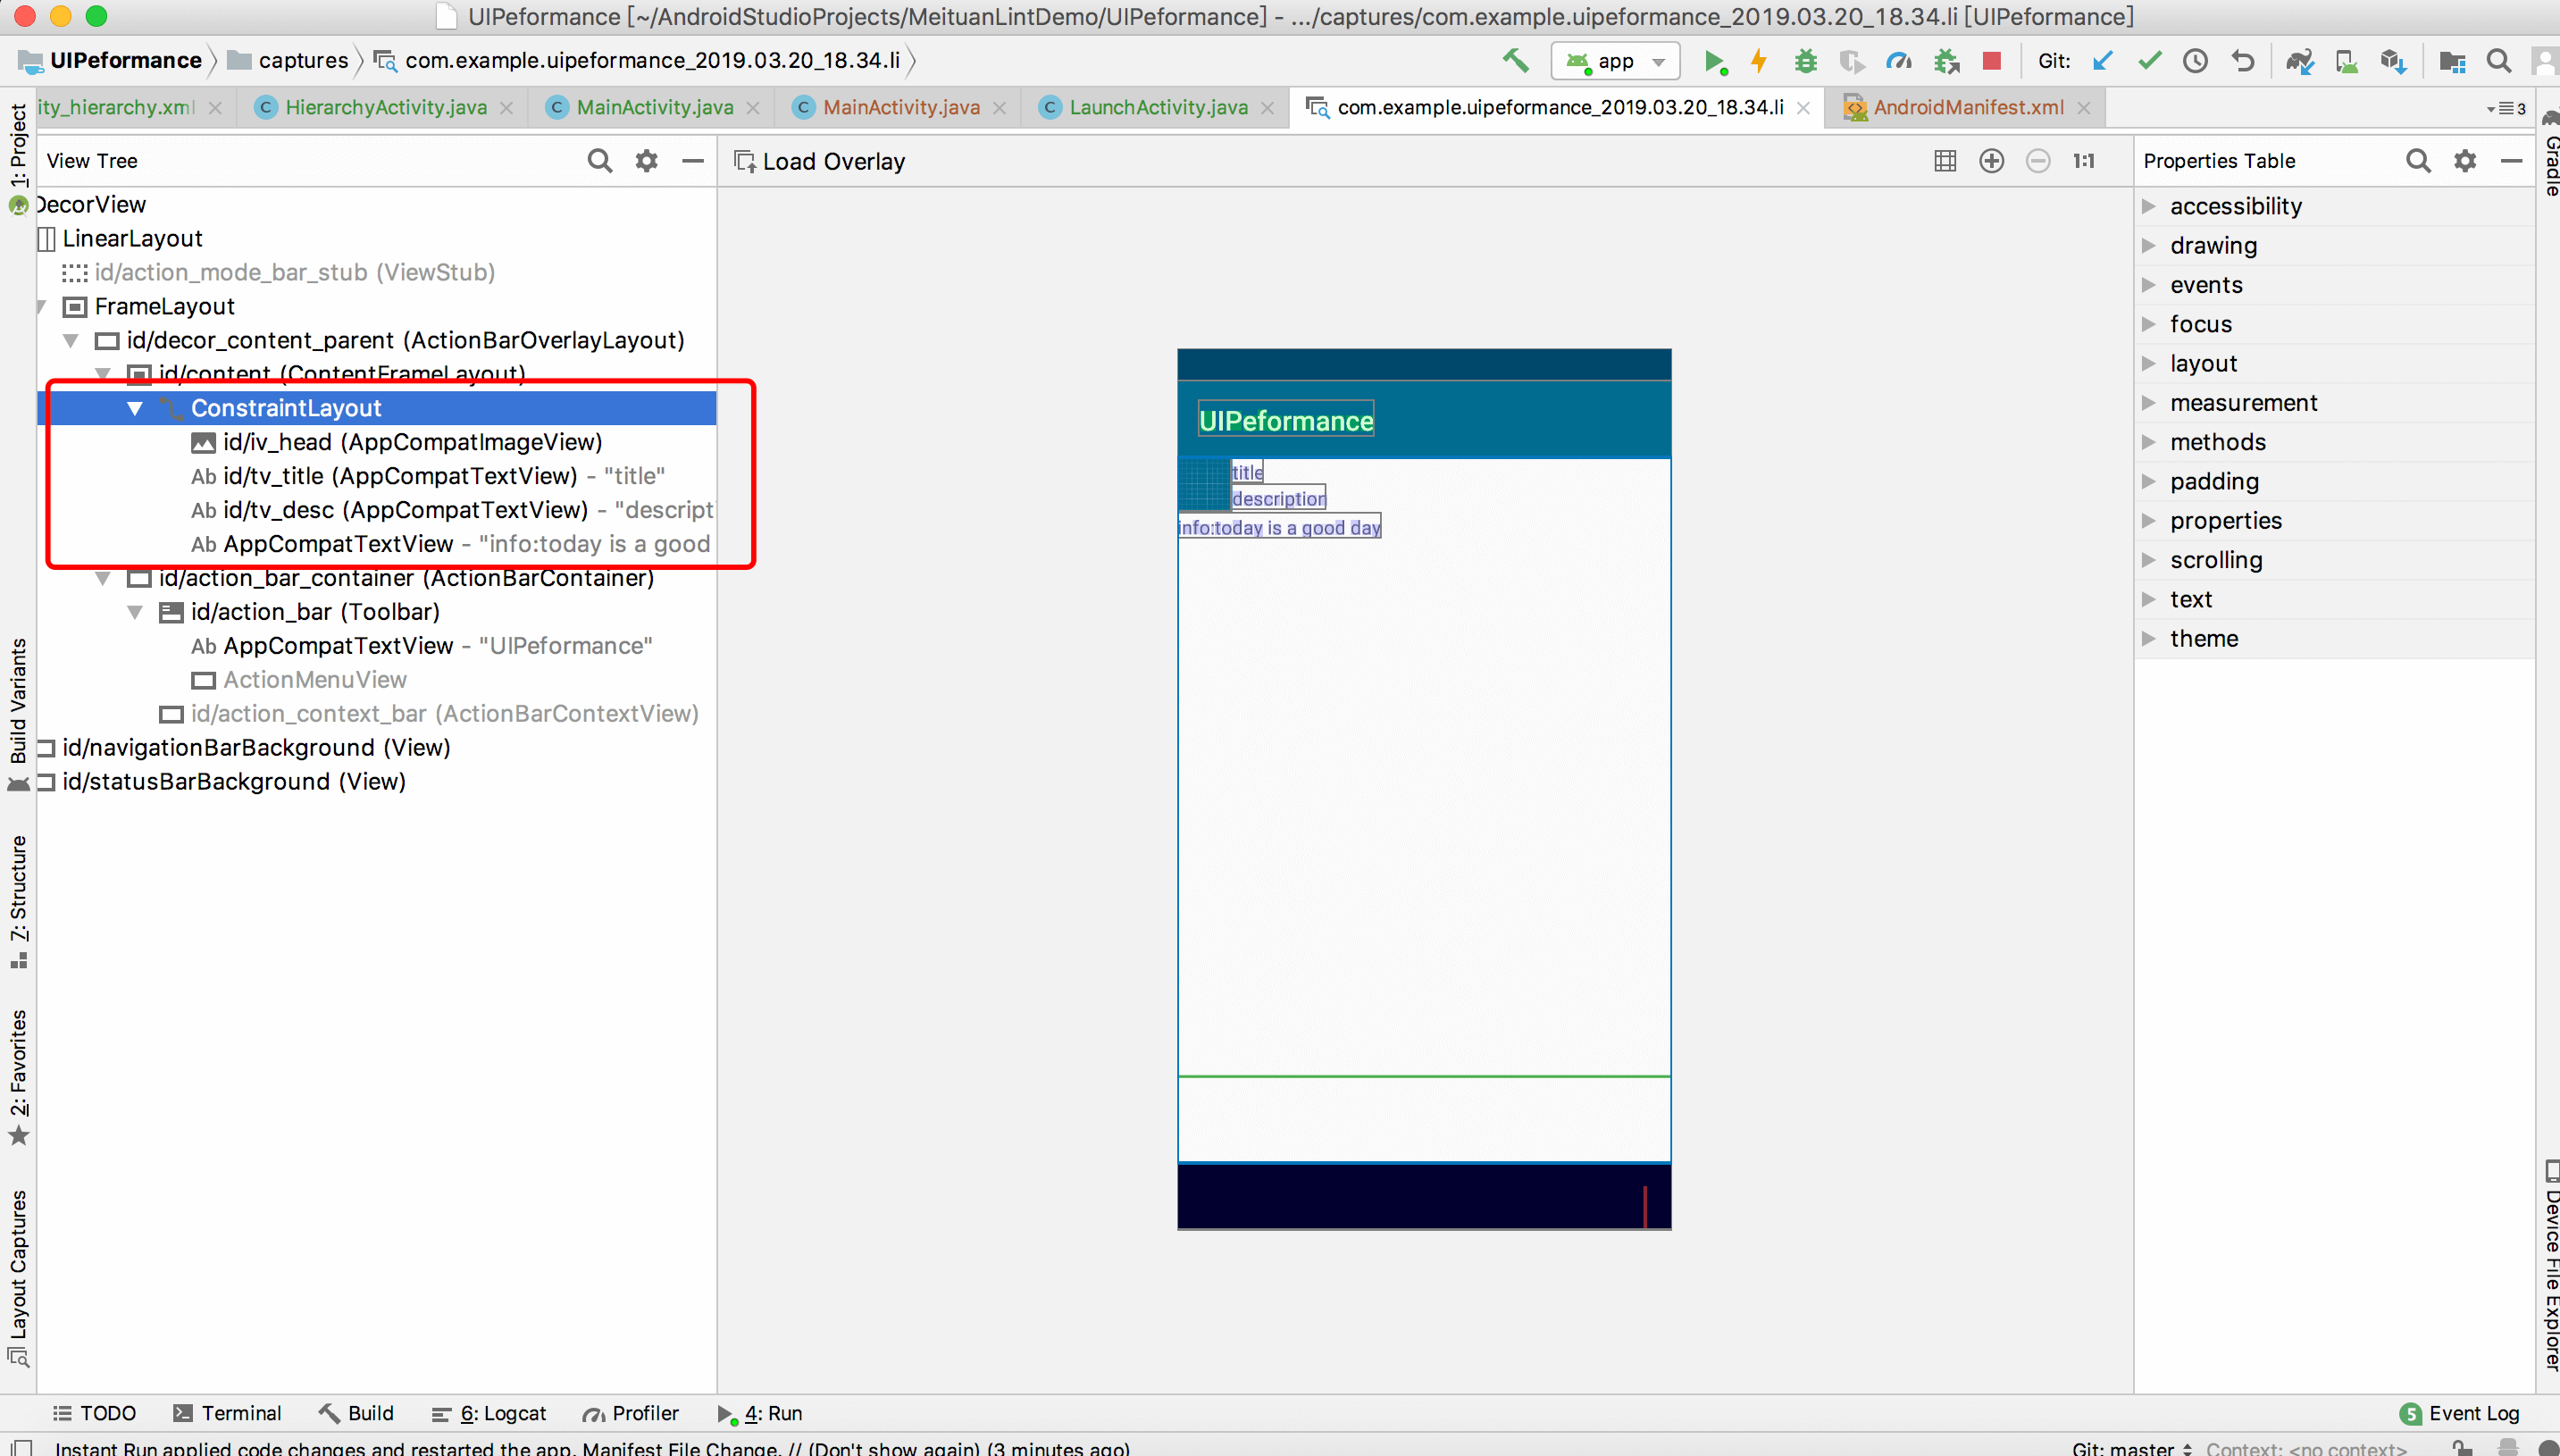 UIPeformance [~/AndroidStudioProjects/MeituanLintDemo/UIPeformance] - .../captures/com.example.uipeformance_2019.03.20_18.34.li [UIPeformance]
UIPeformance captures com.example.uipeformance_2019.03.20_18.34.li app Git:
ity_hierarchy.xml HierarchyActivity.java MainActivity.java MainActivity.java LaunchActivity.java com.example.uipeformance_2019.03.20_18.34.li AndroidManifest.xml 3
View Tree
DecorView
LinearLayout
id/action_mode_bar_stub (ViewStub)
FrameLayout
id/decor_content_parent (ActionBarOverlayLayout)
id/content (ContentFrameLayout)
ConstraintLayout
id/iv_head (AppCompatImageView)
Ab id/tv_title (AppCompatTextView) - "title"
Ab id/tv_desc (AppCompatTextView) - "descript
Ab AppCompatTextView - "info:today is a good
id/action_bar_container (ActionBarContainer)
id/action_bar (Toolbar)
Ab AppCompatTextView - "UIPeformance"
ActionMenuView
id/action_context_bar (ActionBarContextView)
id/navigationBarBackground (View)
id/statusBarBackground (View)
Load Overlay 1:1
UIPeformance
title
description
info:today is a good day
Properties Table
accessibility
drawing
events
focus
layout
measurement
methods
padding
properties
scrolling
text
theme
1: Project
Build Variants
7: Structure
2: Favorites
Layout Captures
Gradle
Device File Explorer
TODO Terminal Build 6: Logcat Profiler 4: Run 5 Event Log
Instant Run applied code changes and restarted the app. Manifest File Change. // (Don't show again) (3 minutes ago) Git: master Context: <no context>